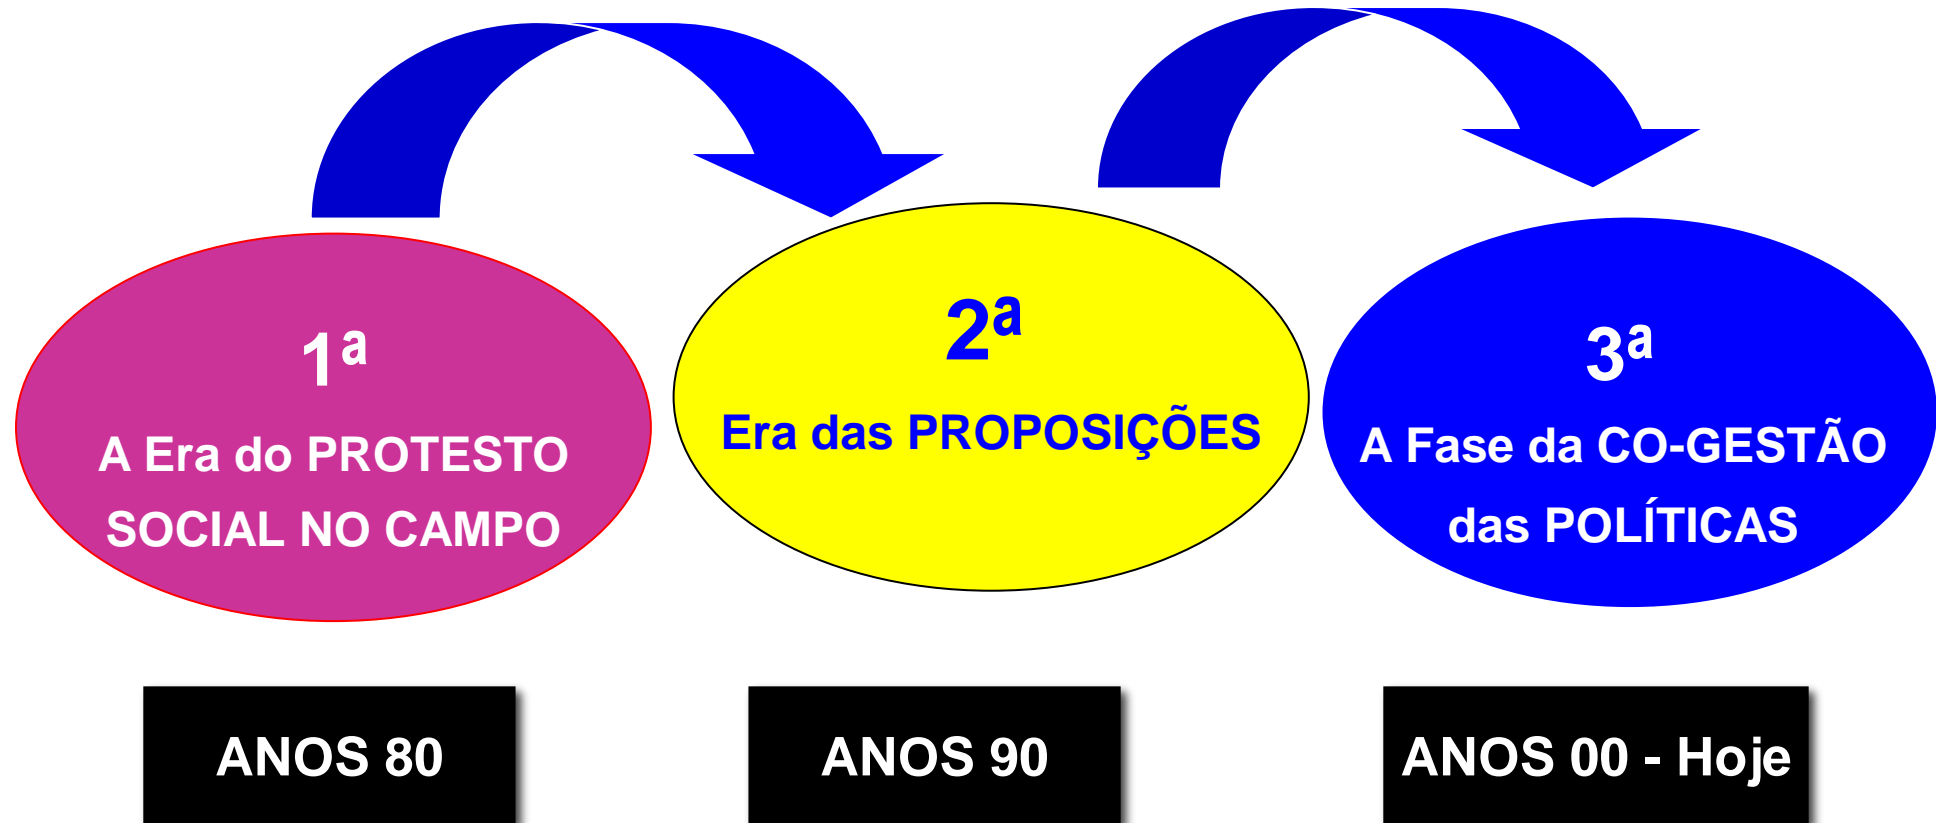 1ª
A Era do PROTESTO
SOCIAL NO CAMPO
2ª
Era das PROPOSIÇÕES
3ª
A Fase da CO-GESTÃO
das POLÍTICAS
ANOS 80
ANOS 90
ANOS 00 - Hoje